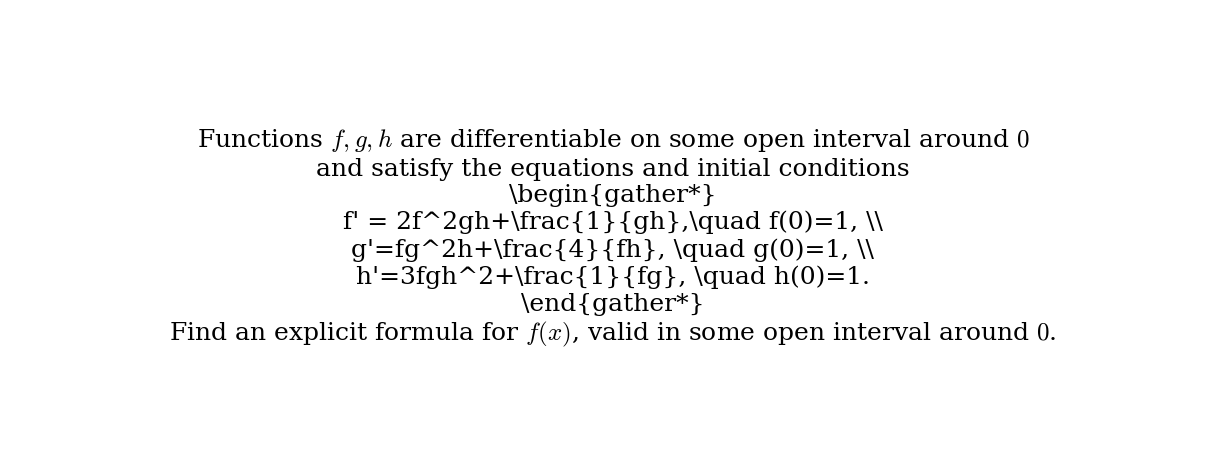 Functions $f, g, h$ are differentiable on some open interval around $0$
and satisfy the equations and initial conditions
\begin{gather*}
f' = 2f^2gh+\frac{1}{gh},\quad f(0)=1, \\
g'=fg^2h+\frac{4}{fh}, \quad g(0)=1, \\
h'=3fgh^2+\frac{1}{fg}, \quad h(0)=1.
\end{gather*}
Find an explicit formula for $f(x)$, valid in some open interval around $0$.